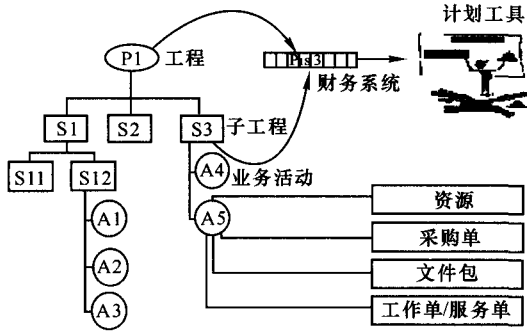 计划工具
P1
工程
P1s3
财务系统
S1
S2
S3
子工程
S11
S12
A4
业务活动
A1
A5
资源
采购单
A2
文件包
A3
工作单/服务单